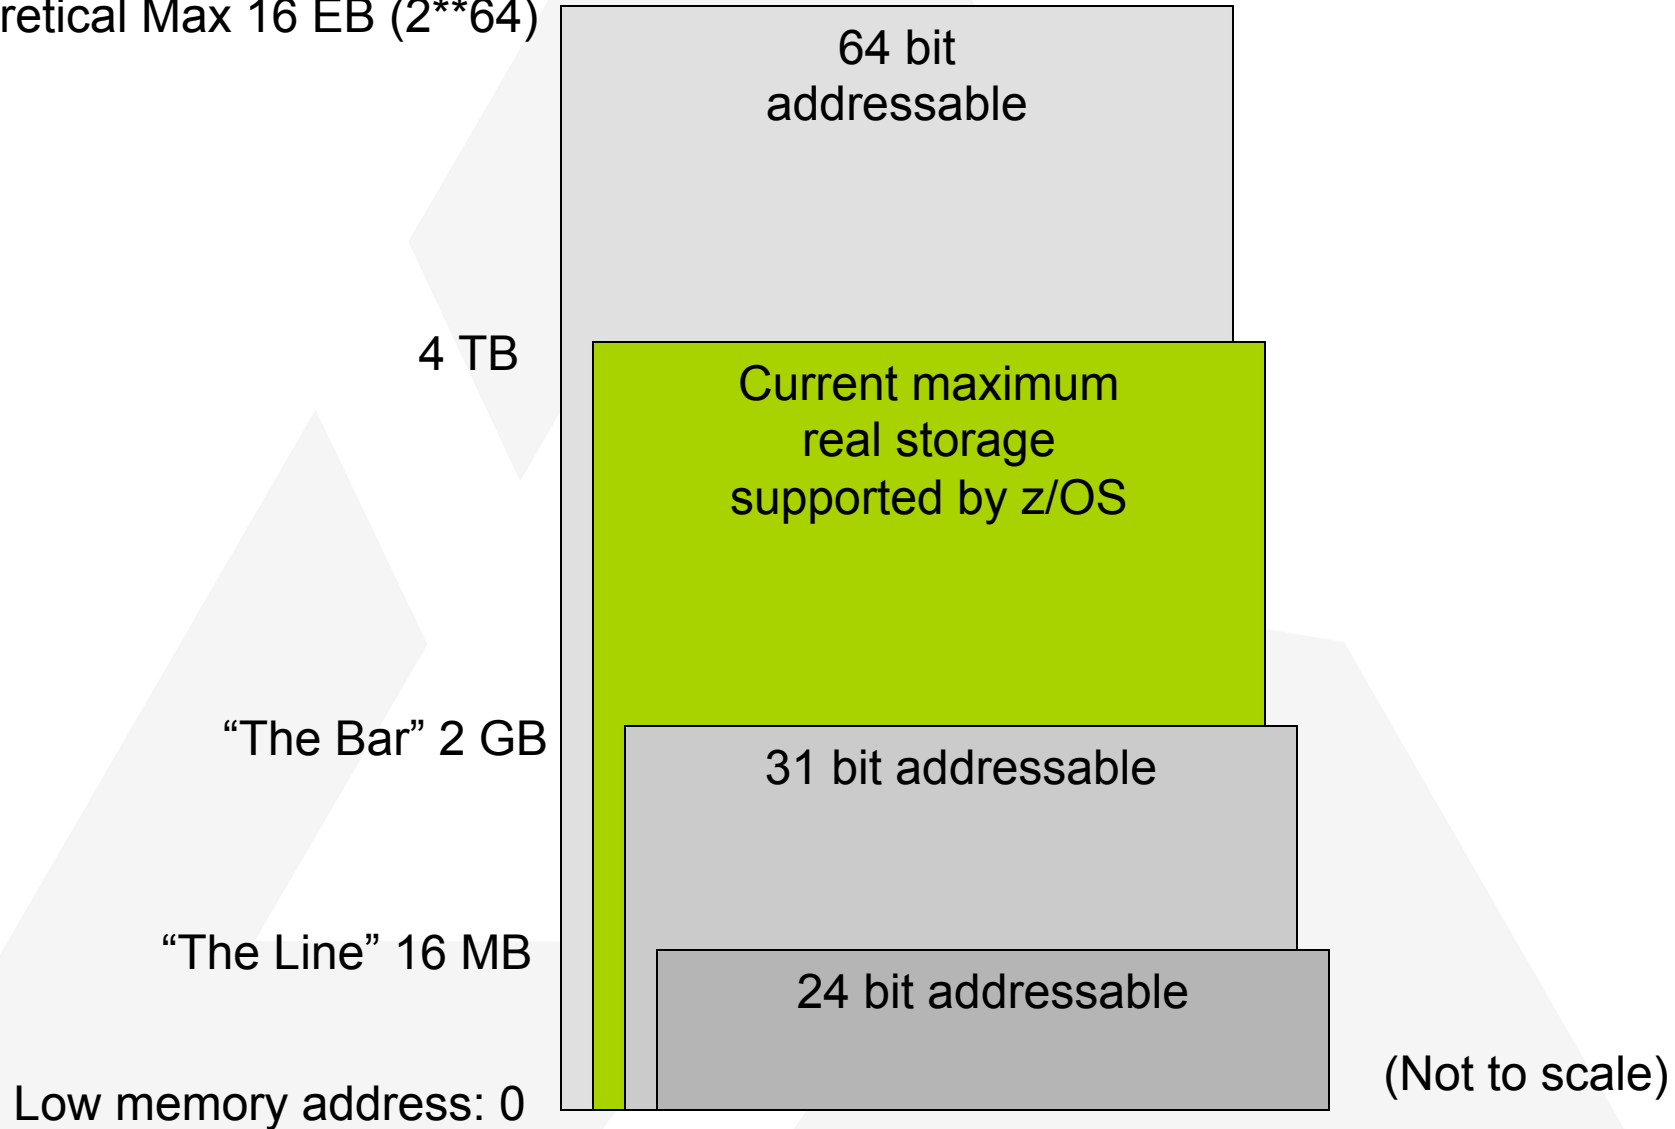 retical Max 16 EB (2**64)
64 bit
addressable
4 TB
Current maximum
real storage
supported by z/OS
“The Bar” 2 GB
31 bit addressable
“The Line” 16 MB
24 bit addressable
(Not to scale)
Low memory address: 0